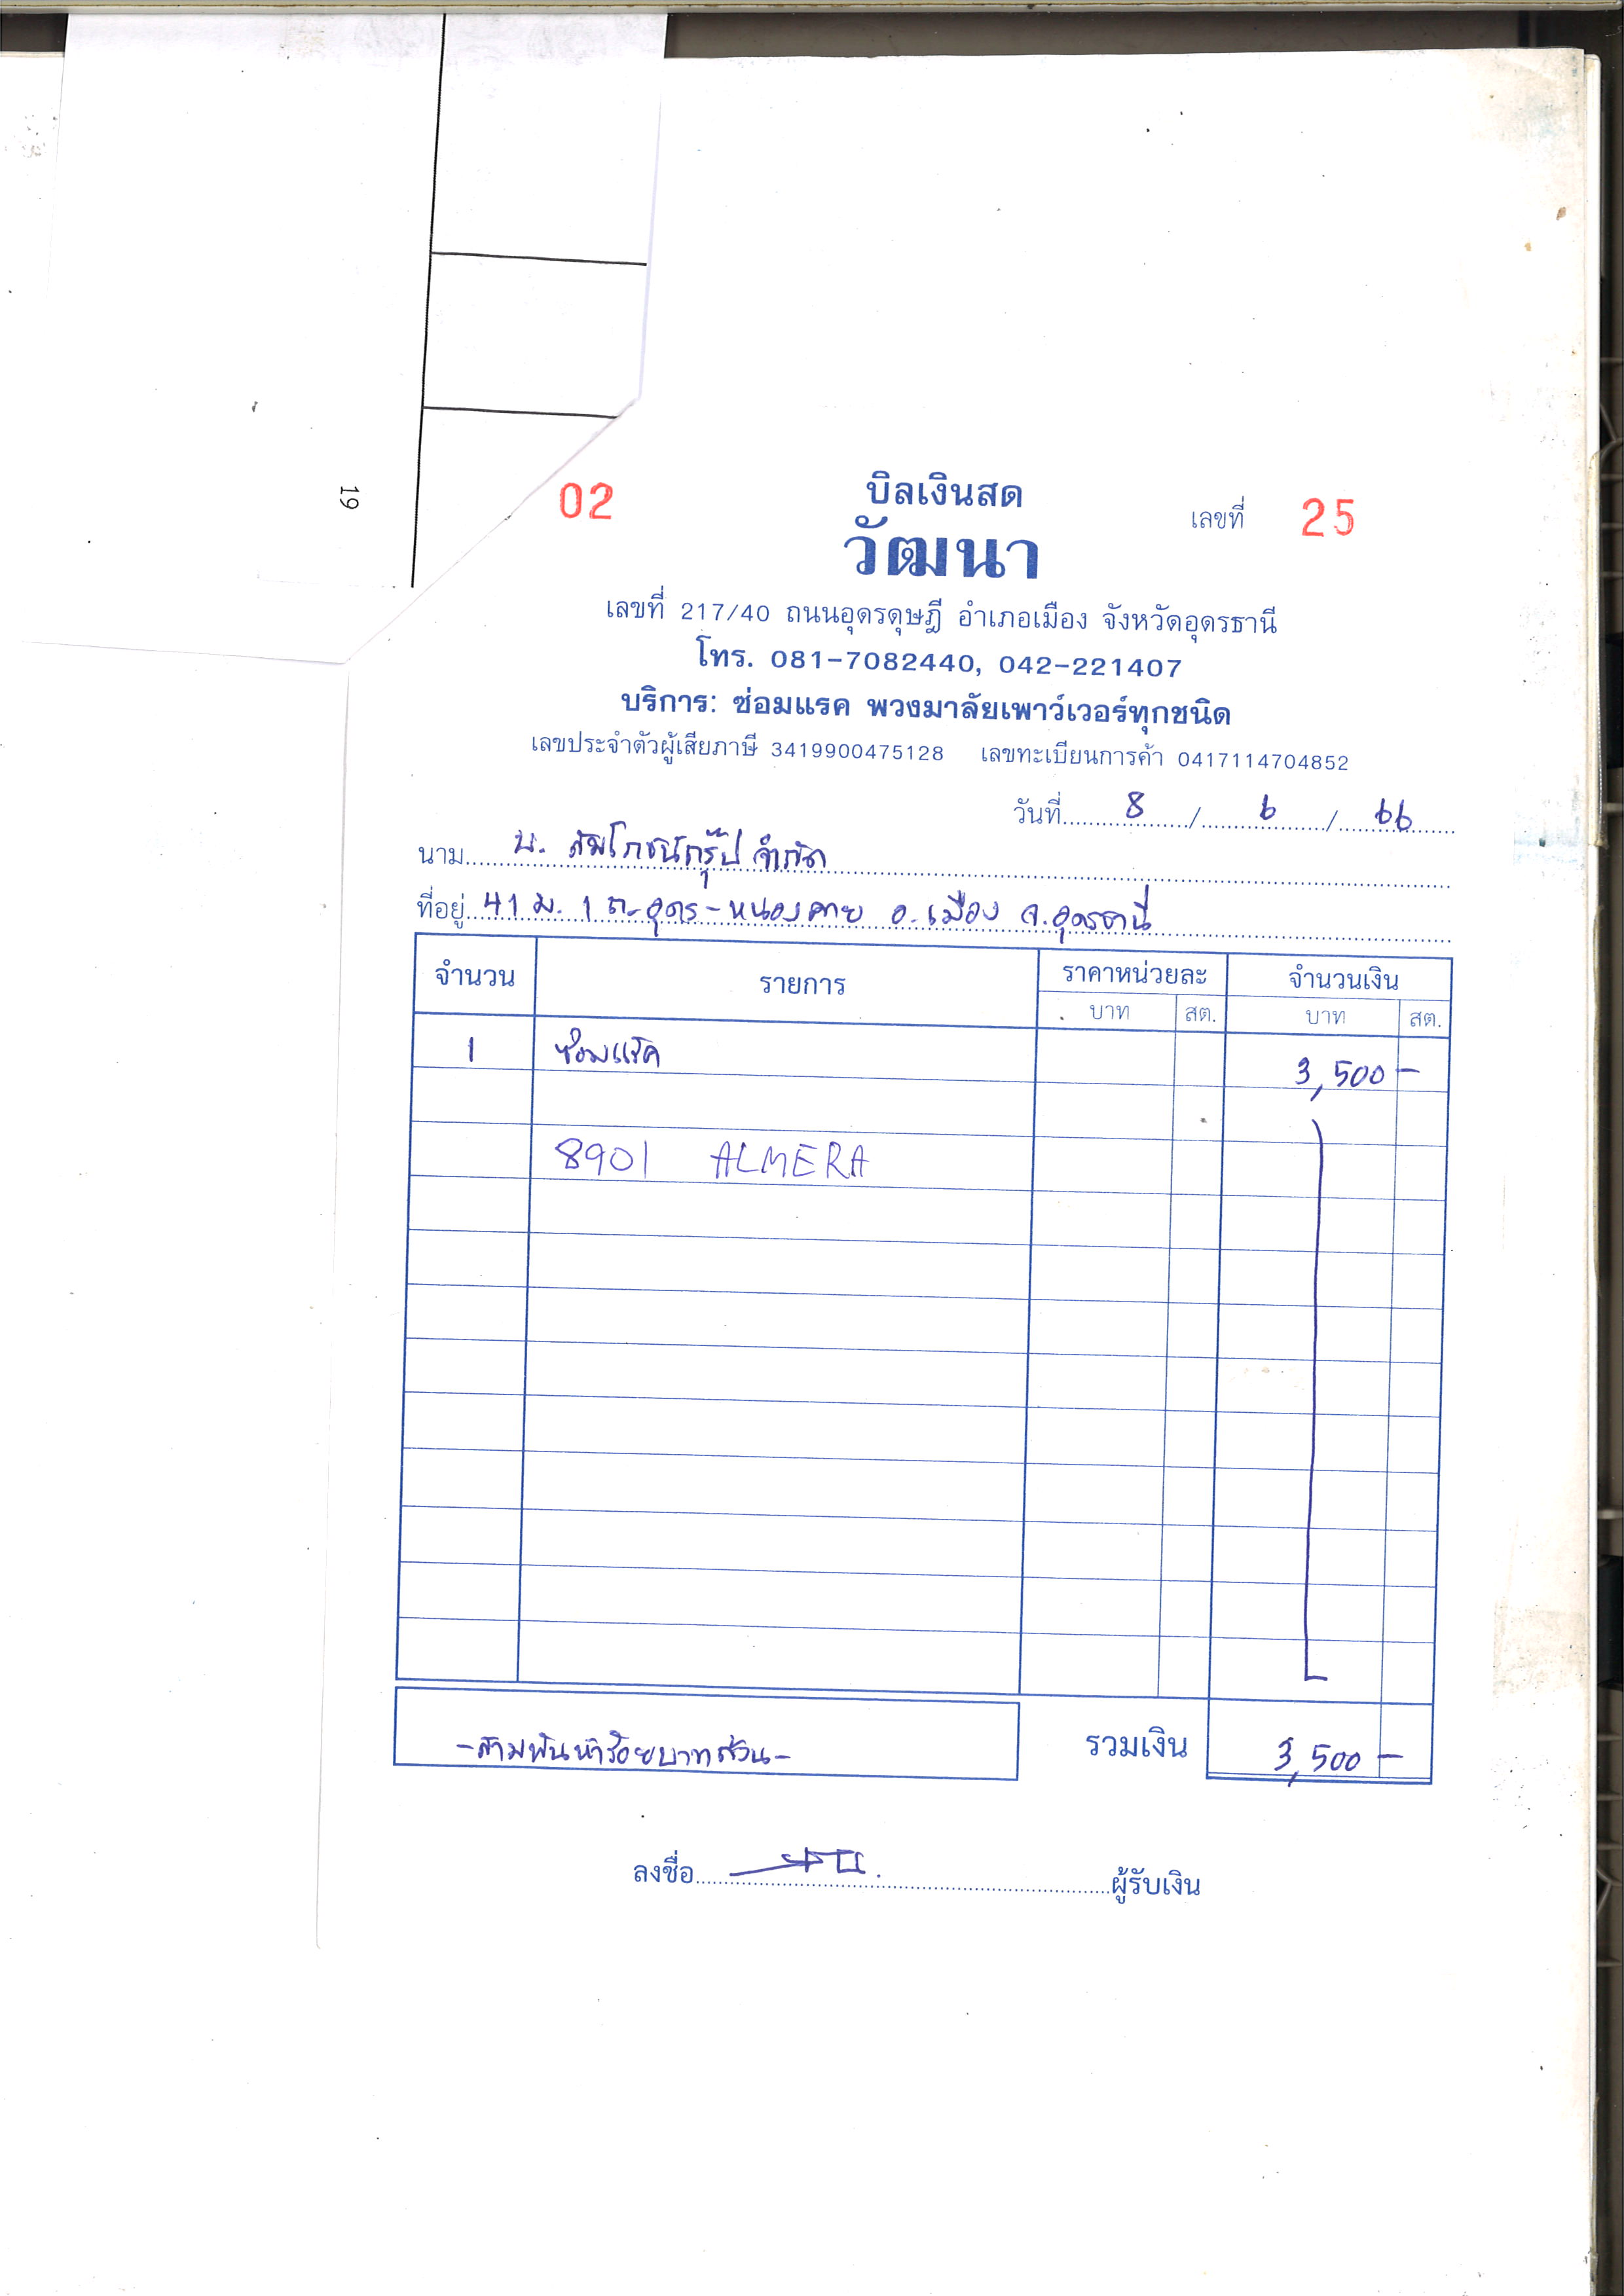 19
02
บิลเงินสด
เลขที่ 25
วัฒนา
เลขที่ 217/40 ถนนอุดรดุษฎี อำเภอเมือง จังหวัดอุดรธานี
โทร. 081-7082440, 042-221407
บริการ: ซ่อมแรค พวงมาลัยเพาว์เวอร์ทุกชนิด
เลขประจำตัวผู้เสียภาษี 3419900475128 เลขทะเบียนการค้า 0417114704852
วันที่ 8 / 6 / 66
นาม บ. สัมโภชน์กรุ๊ป จำกัด
ที่อยู่ 41 ม. 1 ถ. อุดร - หนองคาย อ. เมือง จ. อุดรธานี
จำนวน รายการ ราคาหน่วยละ จำนวนเงิน
บาท สต. บาท สต.
1 ซ่อมแร็ค 3,500 -
8901 ALMERA
- สามพันห้าร้อยบาทถ้วน - รวมเงิน 3,500 -
ลงชื่อ ผู้รับเงิน